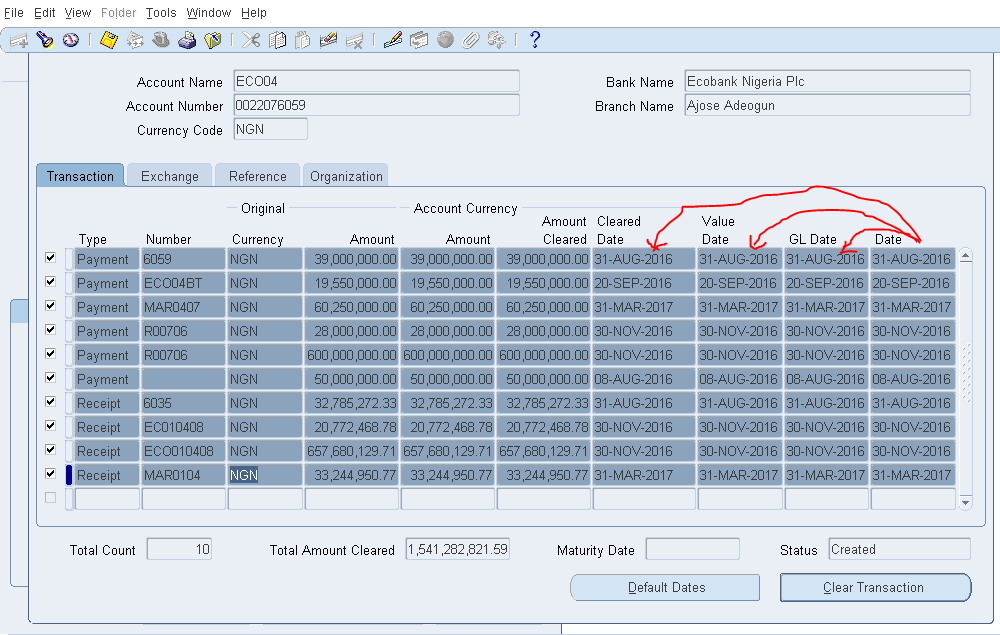 File Edit View Folder Tools Window Help
?
Account Name ECO04 Bank Name Ecobank Nigeria Plc
Account Number 0022076059 Branch Name Ajose Adeogun
Currency Code NGN
Transaction Exchange Reference Organization
Original Account Currency
Amount Cleared Value
Type Number Currency Amount Amount Cleared Date Date GL Date Date
Payment 6059 NGN 39,000,000.00 39,000,000.00 39,000,000.00 31-AUG-2016 31-AUG-2016 31-AUG-2016 31-AUG-2016
Payment ECO04BT NGN 19,550,000.00 19,550,000.00 19,550,000.00 20-SEP-2016 20-SEP-2016 20-SEP-2016 20-SEP-2016
Payment MAR0407 NGN 60,250,000.00 60,250,000.00 60,250,000.00 31-MAR-2017 31-MAR-2017 31-MAR-2017 31-MAR-2017
Payment R00706 NGN 28,000,000.00 28,000,000.00 28,000,000.00 30-NOV-2016 30-NOV-2016 30-NOV-2016 30-NOV-2016
Payment R00706 NGN 600,000,000.00 600,000,000.00 600,000,000.00 30-NOV-2016 30-NOV-2016 30-NOV-2016 30-NOV-2016
Payment NGN 50,000,000.00 50,000,000.00 50,000,000.00 08-AUG-2016 08-AUG-2016 08-AUG-2016 08-AUG-2016
Receipt 6035 NGN 32,785,272.33 32,785,272.33 32,785,272.33 31-AUG-2016 31-AUG-2016 31-AUG-2016 31-AUG-2016
Receipt EC010408 NGN 20,772,468.78 20,772,468.78 20,772,468.78 30-NOV-2016 30-NOV-2016 30-NOV-2016 30-NOV-2016
Receipt ECO010408 NGN 657,680,129.71 657,680,129.71 657,680,129.71 30-NOV-2016 30-NOV-2016 30-NOV-2016 30-NOV-2016
Receipt MAR0104 NGN 33,244,950.77 33,244,950.77 33,244,950.77 31-MAR-2017 31-MAR-2017 31-MAR-2017 31-MAR-2017
Total Count 10 Total Amount Cleared 1,541,282,821.59 Maturity Date Status Created
Default Dates Clear Transaction